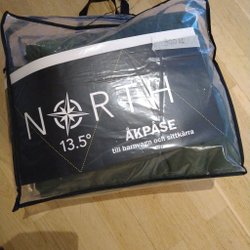 NORTH
13.5°
ÅKPÅSE
till barnvagn och sittkärra